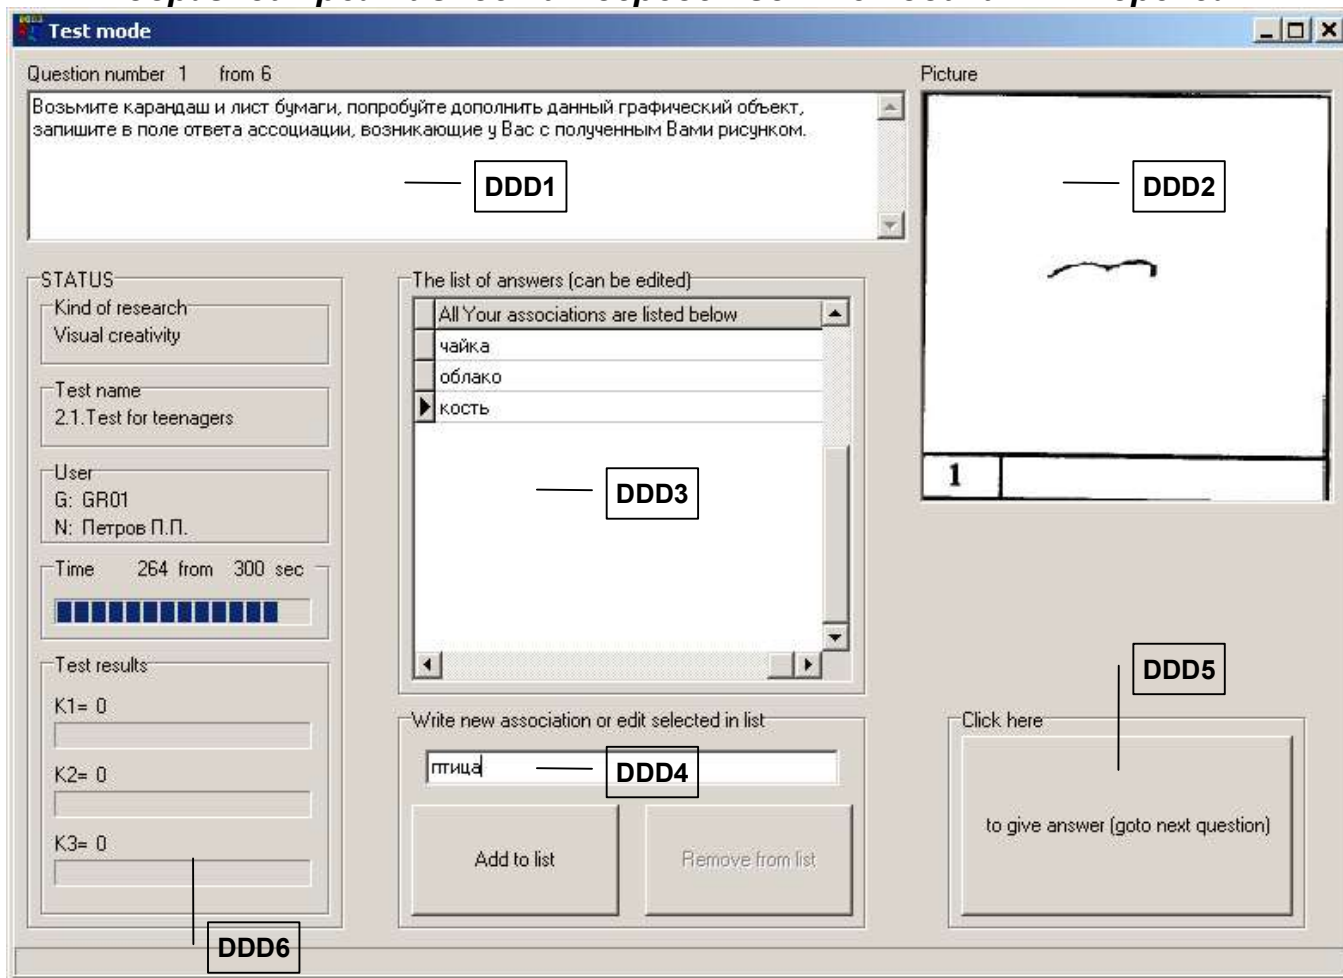 Test mode
Question number 1 from 6
Возьмите карандаш и лист бумаги, попробуйте дополнить данный графический объект,
запишите в поле ответа ассоциации, возникающие у Вас с полученным Вами рисунком.
DDD1
Picture
DDD2
1
STATUS
Kind of research
Visual creativity
Test name
2.1.Test for teenagers
User
G: GR01
N: Петров П.П.
Time 264 from 300 sec
Test results
K1= 0
K2= 0
K3= 0
DDD6
The list of answers (can be edited)
All Your associations are listed below
чайка
облако
кость
DDD3
Write new association or edit selected in list
птица
DDD4
Add to list
Remove from list
DDD5
Click here
to give answer (goto next question)